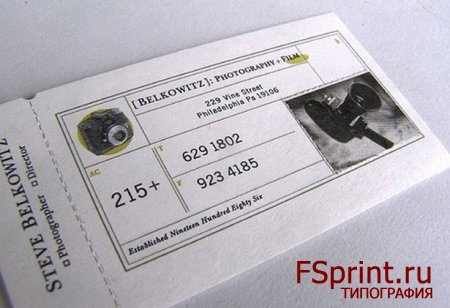 STEVE BELKOWITZ
Photographer Director
[BELKOWITZ]: PHOTOGRAPHY + FILM
229 Vine Street
Philadelphia Pa 19106
AC
215+
T
629 1802
F
923 4185
Established Nineteen Hundred Eighty Six
FSprint.ru
ТИПОГРАФИЯ